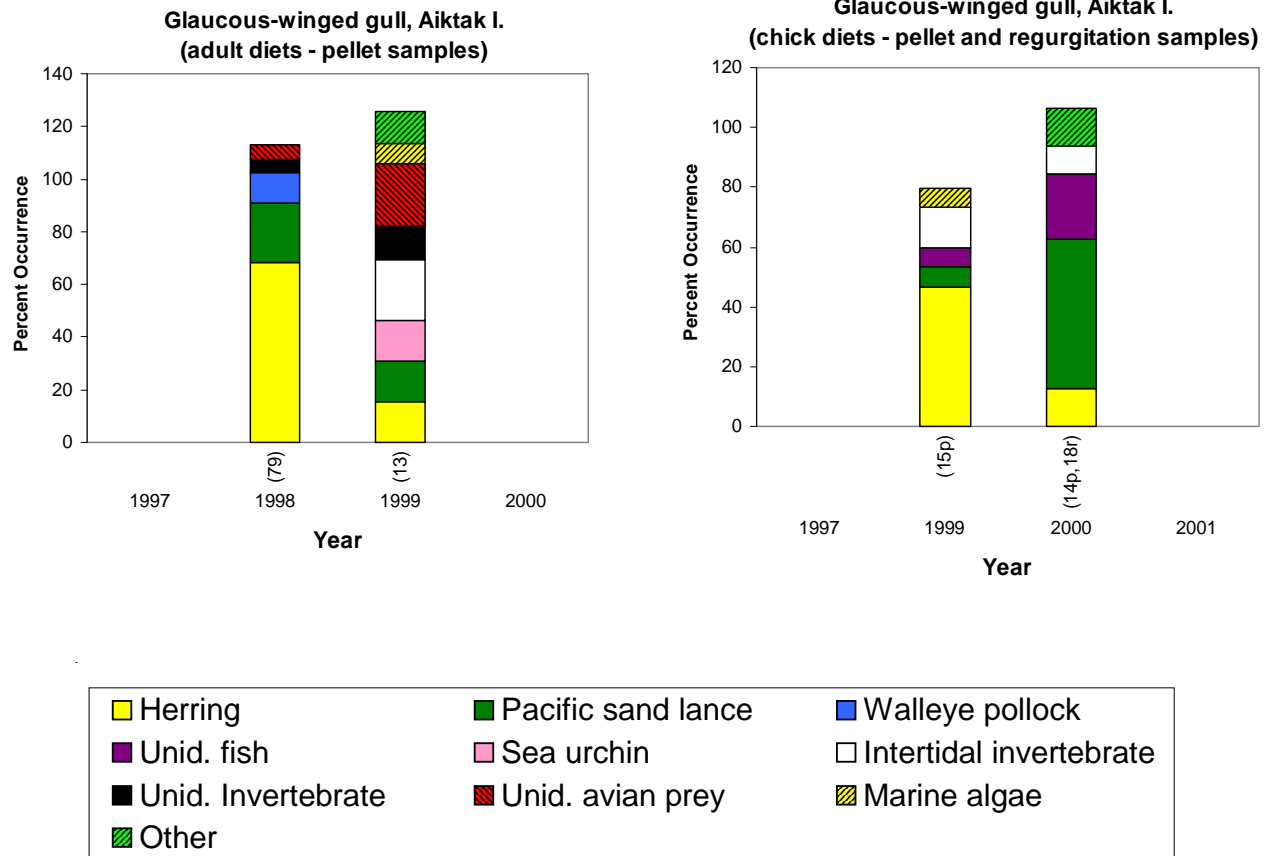 Glaucous-winged gull, Aiktak I.
(adult diets - pellet samples)
140
120
100
80
60
40
20
0
Percent Occurrence
(79)
(13)
1997
1998
1999
2000
Year
Glaucous-winged gull, Aiktak I.
(chick diets - pellet and regurgitation samples)
120
100
80
60
40
20
0
Percent Occurrence
(15p)
(14p,18r)
1997
1999
2000
2001
Year
Herring
Pacific sand lance
Walleye pollock
Unid. fish
Sea urchin
Intertidal invertebrate
Unid. Invertebrate
Unid. avian prey
Marine algae
Other